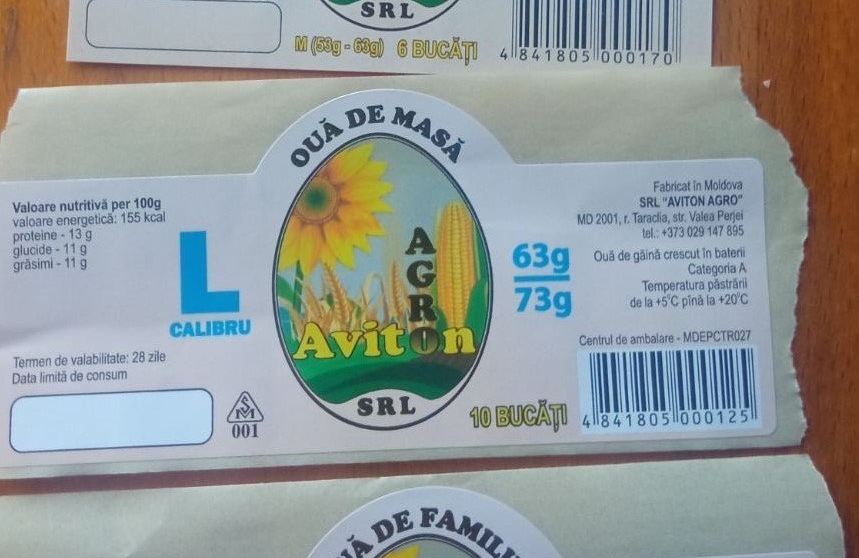 SRL
M (53g - 63g) 6 BUCĂȚI
4 841805 000170
OUĂ DE MASĂ
Valoare nutritivă per 100g
valoare energetică: 155 kcal
proteine - 13 g
glucide - 11 g
grăsimi - 11 g
L
CALIBRU
Termen de valabilitate: 28 zile
Data limită de consum
SM
001
AGRO
Aviton
SRL
63g
73g
10 BUCĂȚI
Fabricat în Moldova
SRL "AVITON AGRO"
MD 2001, r. Taraclia, str. Valea Perjei
tel.: +373 029 147 895
Ouă de găină crescut în baterii
Categoria A
Temperatura păstrării
de la +5°C pînă la +20°C
Centrul de ambalare - MDEPCTR027
4 841805 000125
DE FAMILI